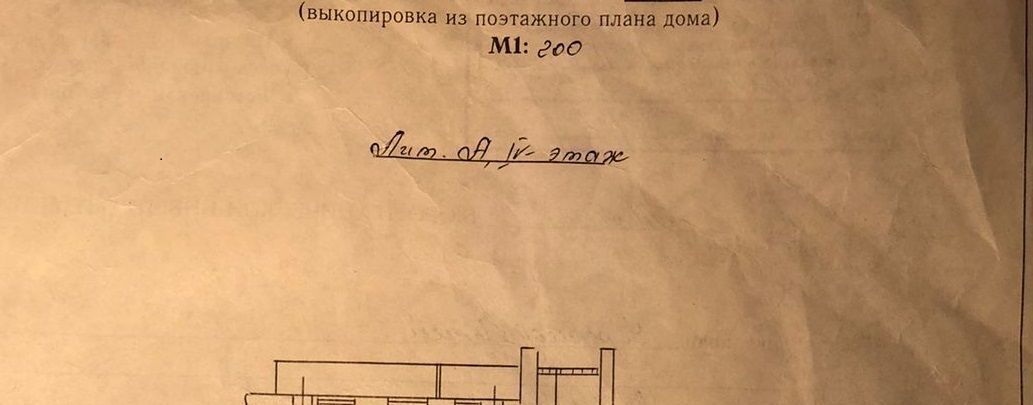 (выкопировка из поэтажного плана дома)
М1: 200
Лит. А, IV- этаж